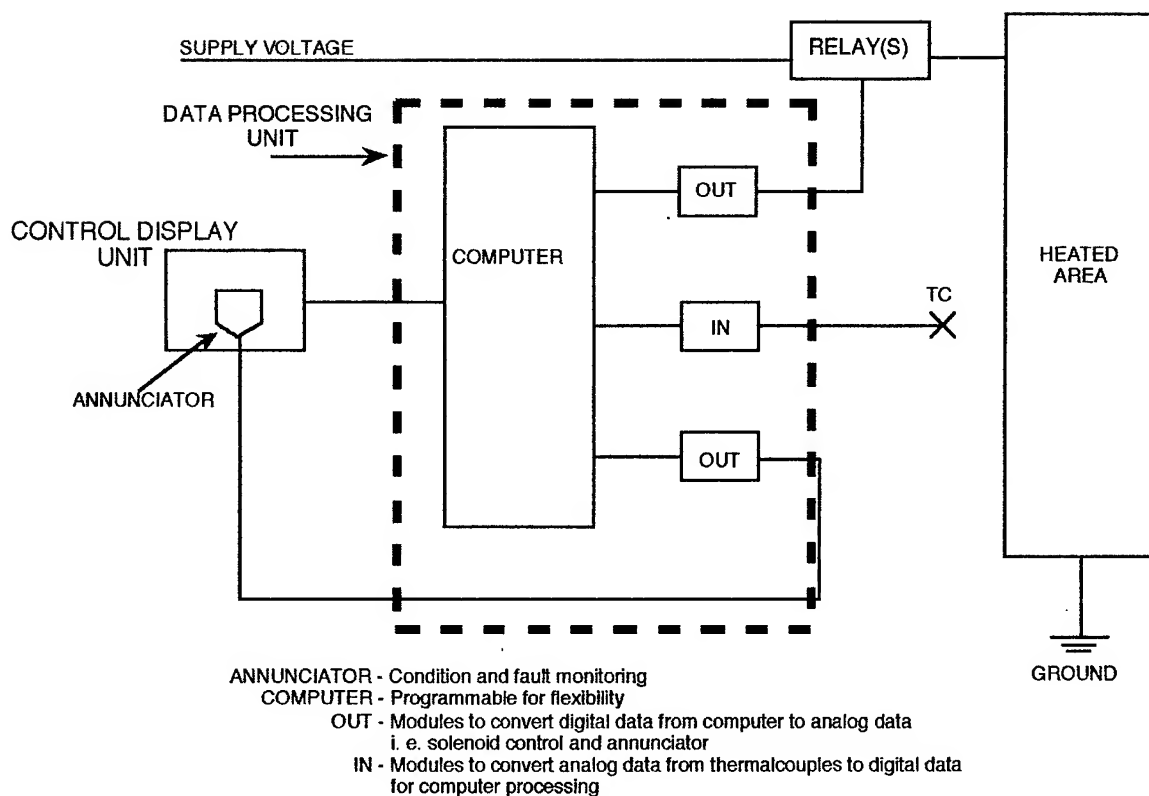 SUPPLY VOLTAGE
RELAY(S)
DATA PROCESSING
UNIT
OUT
CONTROL DISPLAY
UNIT
COMPUTER
HEATED
AREA
TC
IN
ANNUNCIATOR
OUT
GROUND
ANNUNCIATOR - Condition and fault monitoring
COMPUTER - Programmable for flexibility
OUT - Modules to convert digital data from computer to analog data
i. e. solenoid control and annunciator
IN - Modules to convert analog data from thermalcouples to digital data
for computer processing